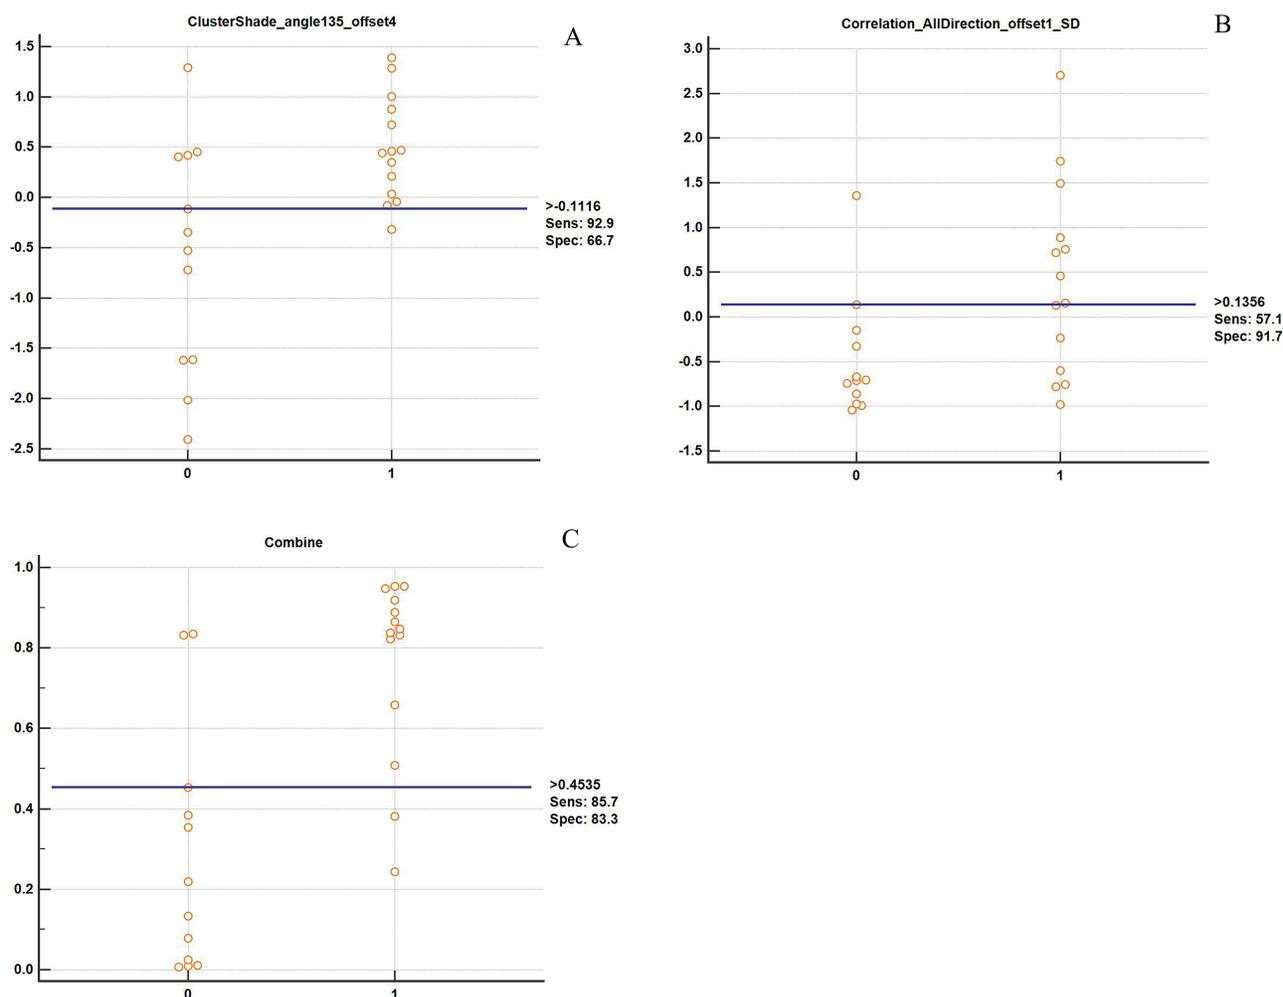 ClusterShade_angle135_offset4
A
1.5
1.0
0.5
0.0
-0.5
-1.0
-1.5
-2.0
-2.5
>-0.1116
Sens: 92.9
Spec: 66.7
0 1
Correlation_AllDirection_offset1_SD
B
3.0
2.5
2.0
1.5
1.0
0.5
0.0
-0.5
-1.0
-1.5
>0.1356
Sens: 57.1
Spec: 91.7
0 1
Combine
C
1.0
0.8
0.6
0.4
0.2
0.0
>0.4535
Sens: 85.7
Spec: 83.3
0 1